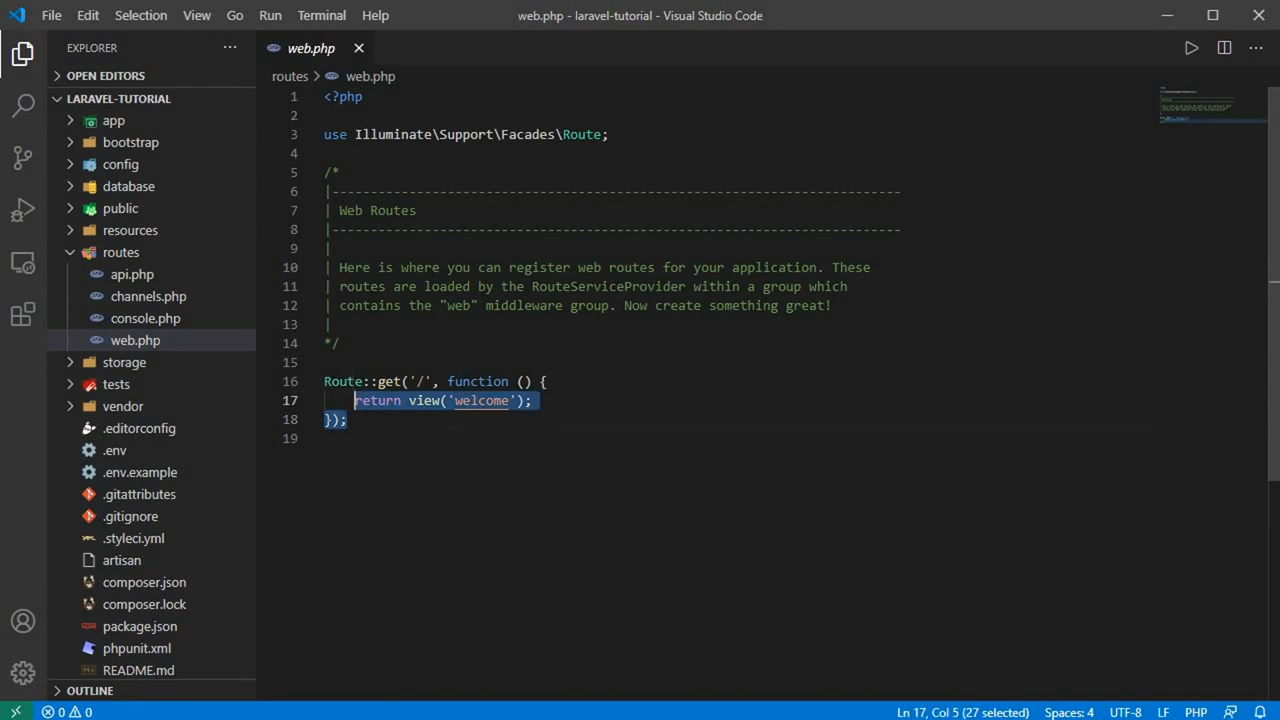 File Edit Selection View Go Run Terminal Help
web.php - laravel-tutorial - Visual Studio Code
EXPLORER
OPEN EDITORS
LARAVEL-TUTORIAL
app
bootstrap
config
database
public
resources
routes
api.php
channels.php
console.php
web.php
storage
tests
vendor
.editorconfig
.env
.env.example
.gitattributes
.gitignore
.styleci.yml
artisan
composer.json
composer.lock
package.json
phpunit.xml
README.md
OUTLINE
web.php
routes > web.php
1 <?php
2
3 use Illuminate\Support\Facades\Route;
4
5 /*
6 |--------------------------------------------------------------------------
7 | Web Routes
8 |--------------------------------------------------------------------------
9 |
10 | Here is where you can register web routes for your application. These
11 | routes are loaded by the RouteServiceProvider within a group which
12 | contains the "web" middleware group. Now create something great!
13 |
14 */
15
16 Route::get('/', function () {
17     return view('welcome');
18 });
19
0 0 Ln 17, Col 5 (27 selected) Spaces: 4 UTF-8 LF PHP